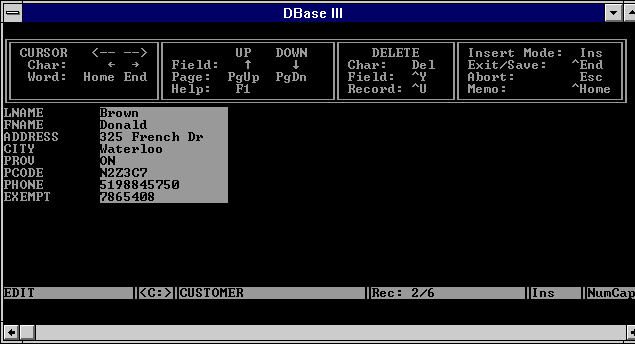 DBase III
CURSOR <-- --> UP DOWN DELETE Insert Mode: Ins
Char: ← → Field: ↑ ↓ Char: Del Exit/Save: ^End
Word: Home End Page: PgUp PgDn Field: ^Y Abort: Esc
Help: F1 Record: ^U Memo: ^Home
LNAME Brown
FNAME Donald
ADDRESS 325 French Dr
CITY Waterloo
PROV ON
PCODE N2Z3C7
PHONE 5198845750
EXEMPT 7865408
EDIT <C:> CUSTOMER Rec: 2/6 Ins NumCap